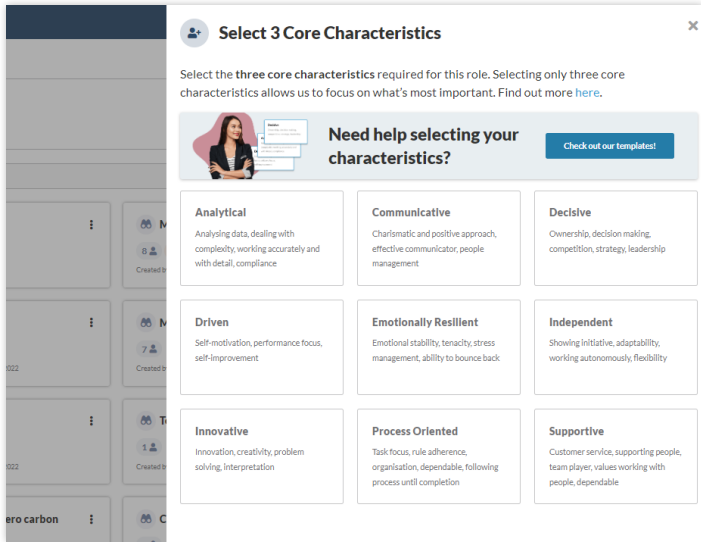 Select 3 Core Characteristics
Select the three core characteristics required for this role. Selecting only three core
characteristics allows us to focus on what's most important. Find out more here.
Need help selecting your
characteristics?
Check out our templates!
Analytical
Analysing data, dealing with
complexity, working accurately and
with detail, compliance
Communicative
Charismatic and positive approach,
effective communicator, people
management
Decisive
Ownership, decision making,
competition, strategy, leadership
Driven
Self-motivation, performance focus,
self-improvement
Emotionally Resilient
Emotional stability, tenacity, stress
management, ability to bounce back
Independent
Showing initiative, adaptability,
working autonomously, flexibility
Innovative
Innovation, creativity, problem
solving, interpretation
Process Oriented
Task focus, rule adherence,
organisation, dependable, following
process until completion
Supportive
Customer service, supporting people,
team player, values working with
people, dependable
M
8
Created b
M
7
2022
Created b
1
2022
Created b
ero carbon
C